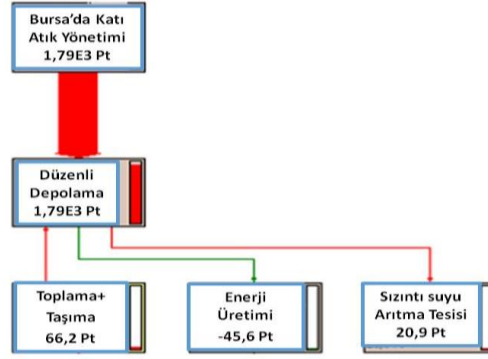 Bursa’da Katı
Atık Yönetimi
1,79E3 Pt
Düzenli
Depolama
1,79E3 Pt
Toplama+
Taşıma
66,2 Pt
Enerji
Üretimi
-45,6 Pt
Sızıntı suyu
Arıtma Tesisi
20,9 Pt